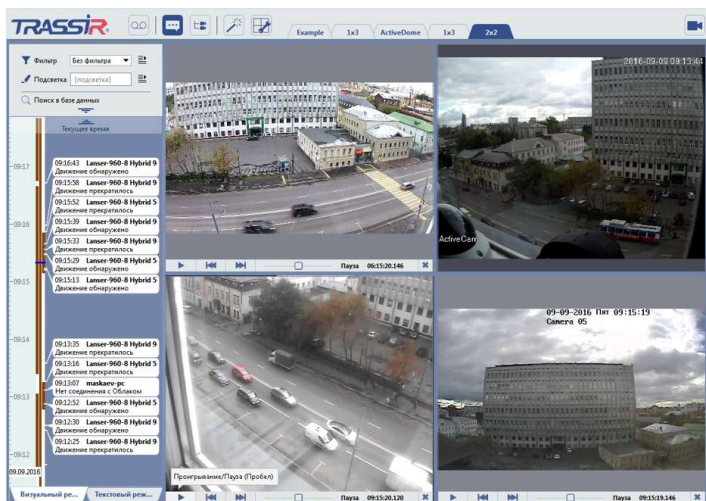 TRASSIR
Example
1x3
ActiveDome
1x3
2x2
Фильтр
Без фильтра
Подсветка
[подсветка]
Поиск в базе данных
Текущее время
09:17
09:16:43 Lanser-960-8 Hybrid 9
Движение обнаружено
09:15:58 Lanser-960-8 Hybrid 9
Движение прекратилось
09:15:52 Lanser-960-8 Hybrid 5
Движение прекратилось
09:16
09:15:39 Lanser-960-8 Hybrid 9
Движение обнаружено
09:15:33 Lanser-960-8 Hybrid 9
Движение прекратилось
09:15:29 Lanser-960-8 Hybrid 5
Движение обнаружено
09:15
09:15:13 Lanser-960-8 Hybrid 5
Движение обнаружено
09:14
09:13:35 Lanser-960-8 Hybrid 9
Движение прекратилось
09:13:16 Lanser-960-8 Hybrid 5
Движение прекратилось
09:13:07 maskaev-pc
Нет соединения с Облаком
09:13
09:12:52 Lanser-960-8 Hybrid 5
Движение обнаружено
09:12:30 Lanser-960-8 Hybrid 9
Движение обнаружено
09:12:25 Lanser-960-8 Hybrid 9
Движение прекратилось
09:12
09.09.2016
Визуальный ре...
Текстовый реж...
2016-09-09 09:13:44
ActiveCam
Пауза 06:15:20.146
09-09-2016 Пят 09:15:19
Camera 05
Проигрывание/Пауза (Пробел)
Пауза 09:15:20.120
Пауза 09:15:19.146